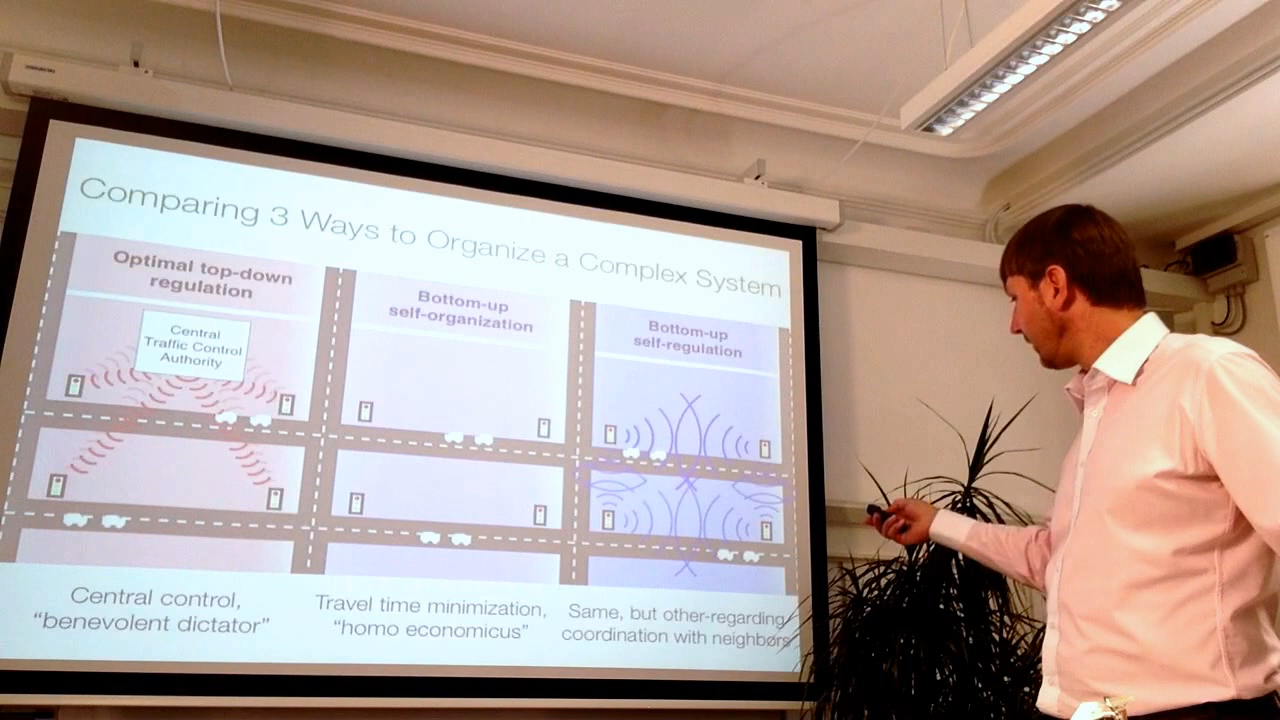 Comparing 3 Ways to Organize a Complex System
Optimal top-down
regulation
Central
Traffic Control
Authority
Bottom-up
self-organization
Bottom-up
self-regulation
Central control,
"benevolent dictator"
Travel time minimization,
"homo economicus"
Same, but other-regarding
coordination with neighbors